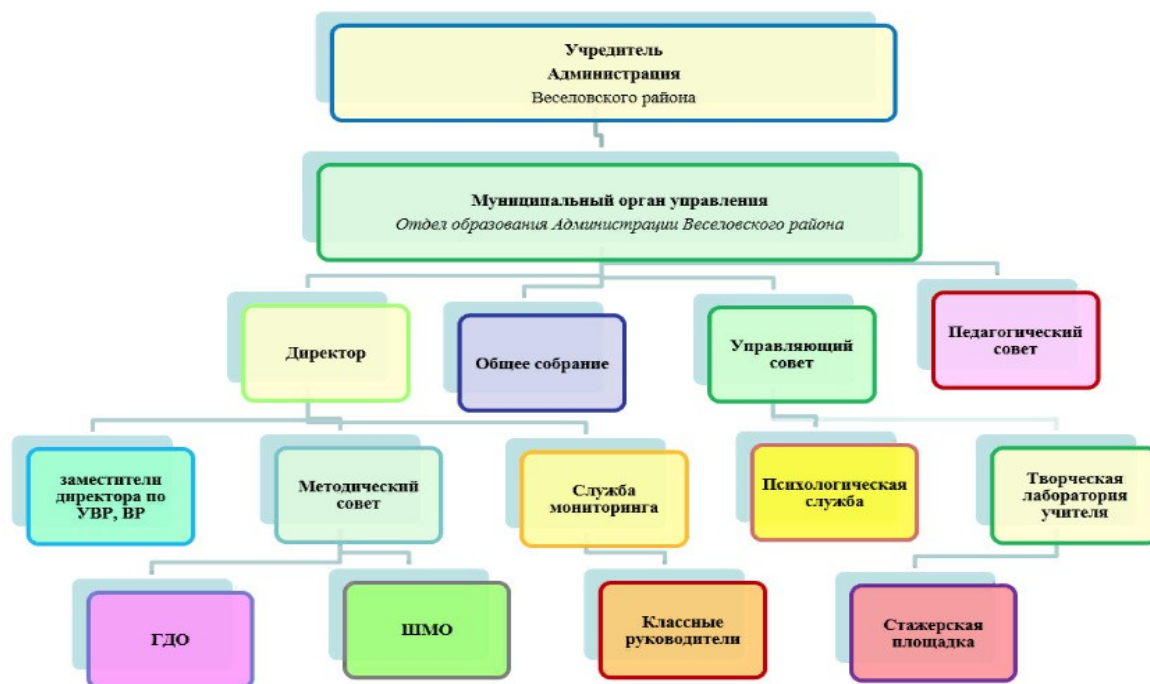 Учредитель
Администрация
Веселовского района
Муниципальный орган управления
Отдел образования Администрации Веселовского района
Директор
Общее собрание
Управляющий
совет
Педагогический
совет
заместители
директора по
УВР, ВР
Методический
совет
Служба
мониторинга
Психологическая
служба
Творческая
лаборатория
учителя
ГДО
ШМО
Классные
руководители
Стажерская
площадка